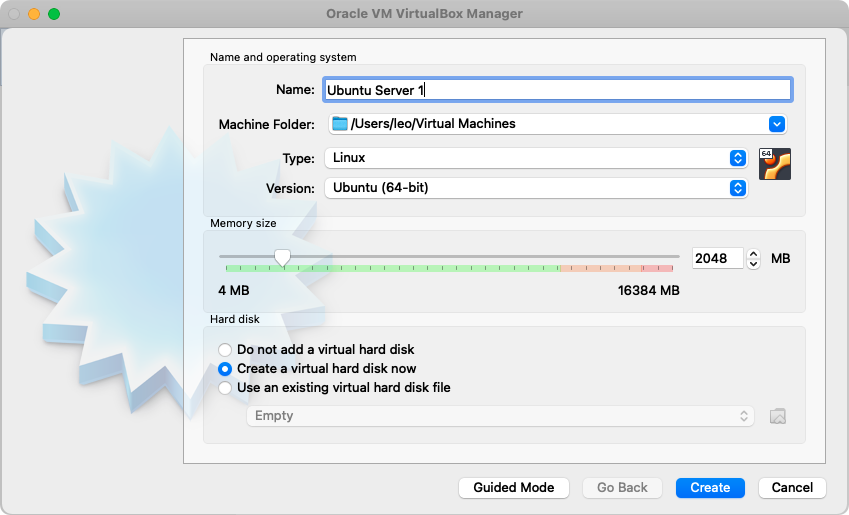 Oracle VM VirtualBox Manager
Name and operating system
Name: Ubuntu Server 1
Machine Folder: /Users/leo/Virtual Machines
Type: Linux
64
Version: Ubuntu (64-bit)
Memory size
2048 MB
4 MB 16384 MB
Hard disk
Do not add a virtual hard disk
Create a virtual hard disk now
Use an existing virtual hard disk file
Empty
Guided Mode Go Back Create Cancel